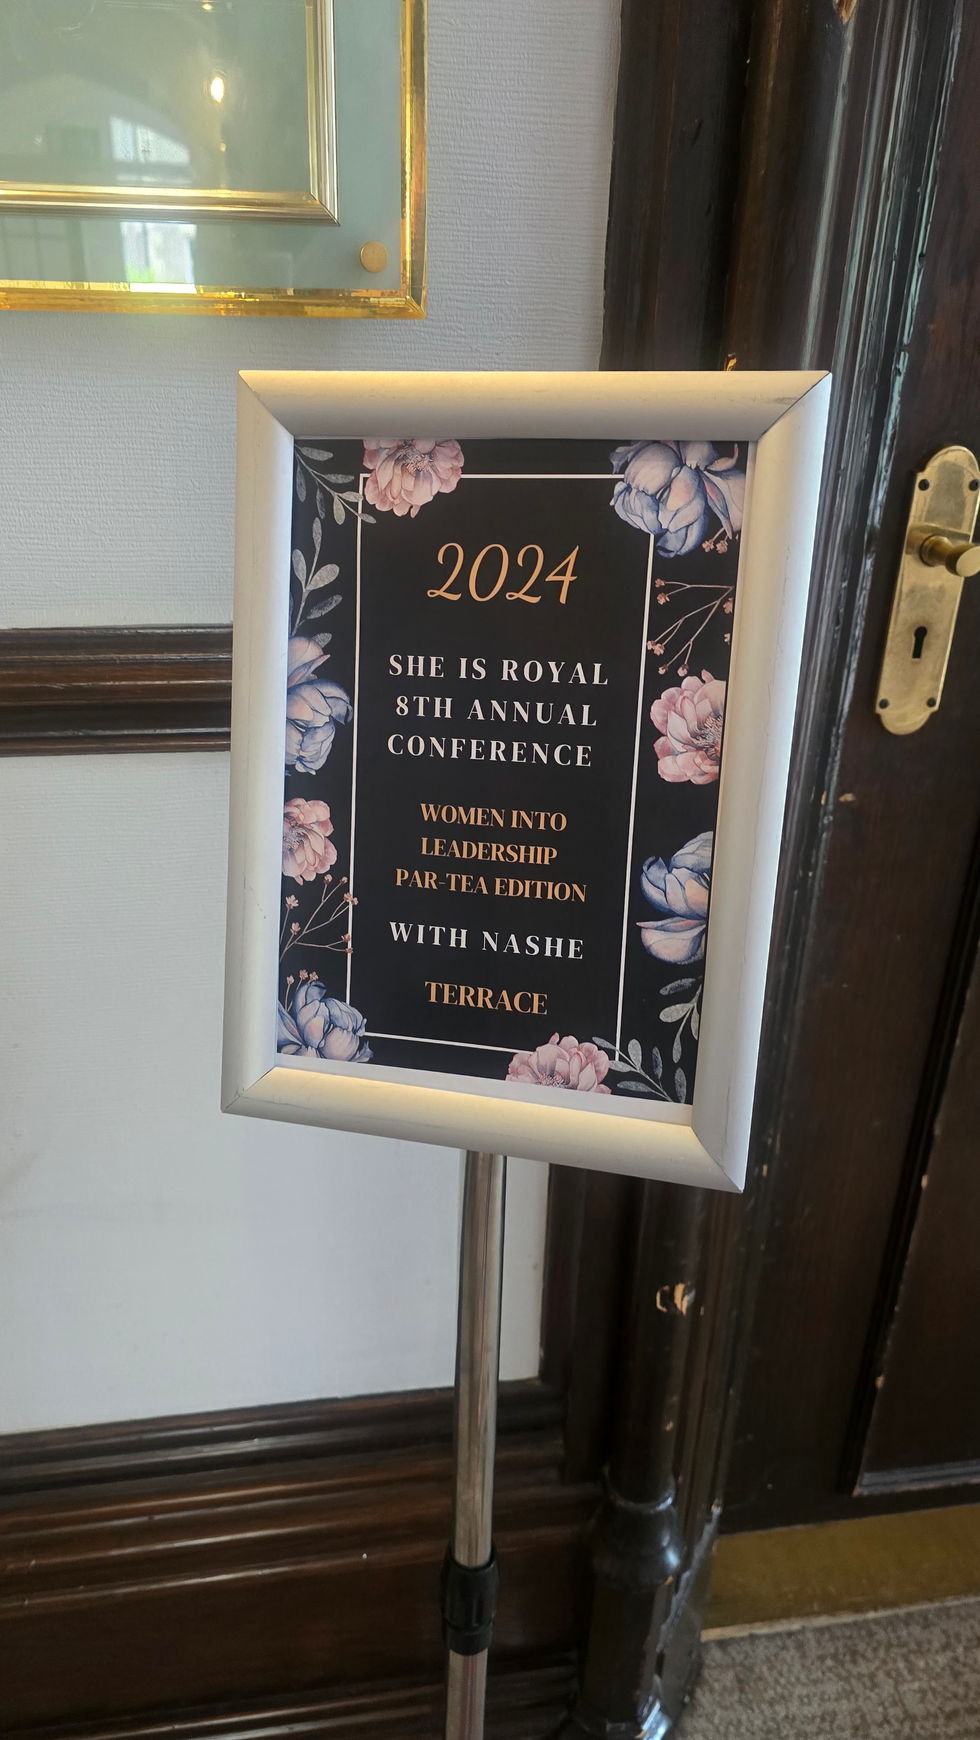 2024
SHE IS ROYAL
8TH ANNUAL
CONFERENCE
WOMEN INTO
LEADERSHIP
PAR-TEA EDITION
WITH NASHE
TERRACE